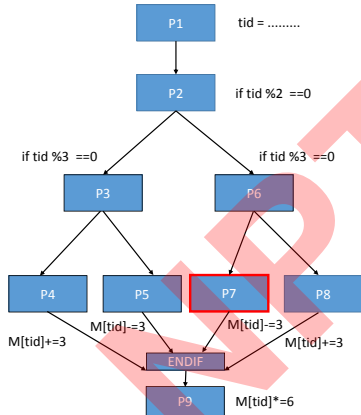 P1 tid = .........
P2 if tid %2 ==0
if tid %3 ==0 if tid %3 ==0
P3 P6
P4 P5 P7 P8
M[tid]+=3 M[tid]-=3 M[tid]-=3 M[tid]+=3
ENDIF
P9 M[tid]*=6